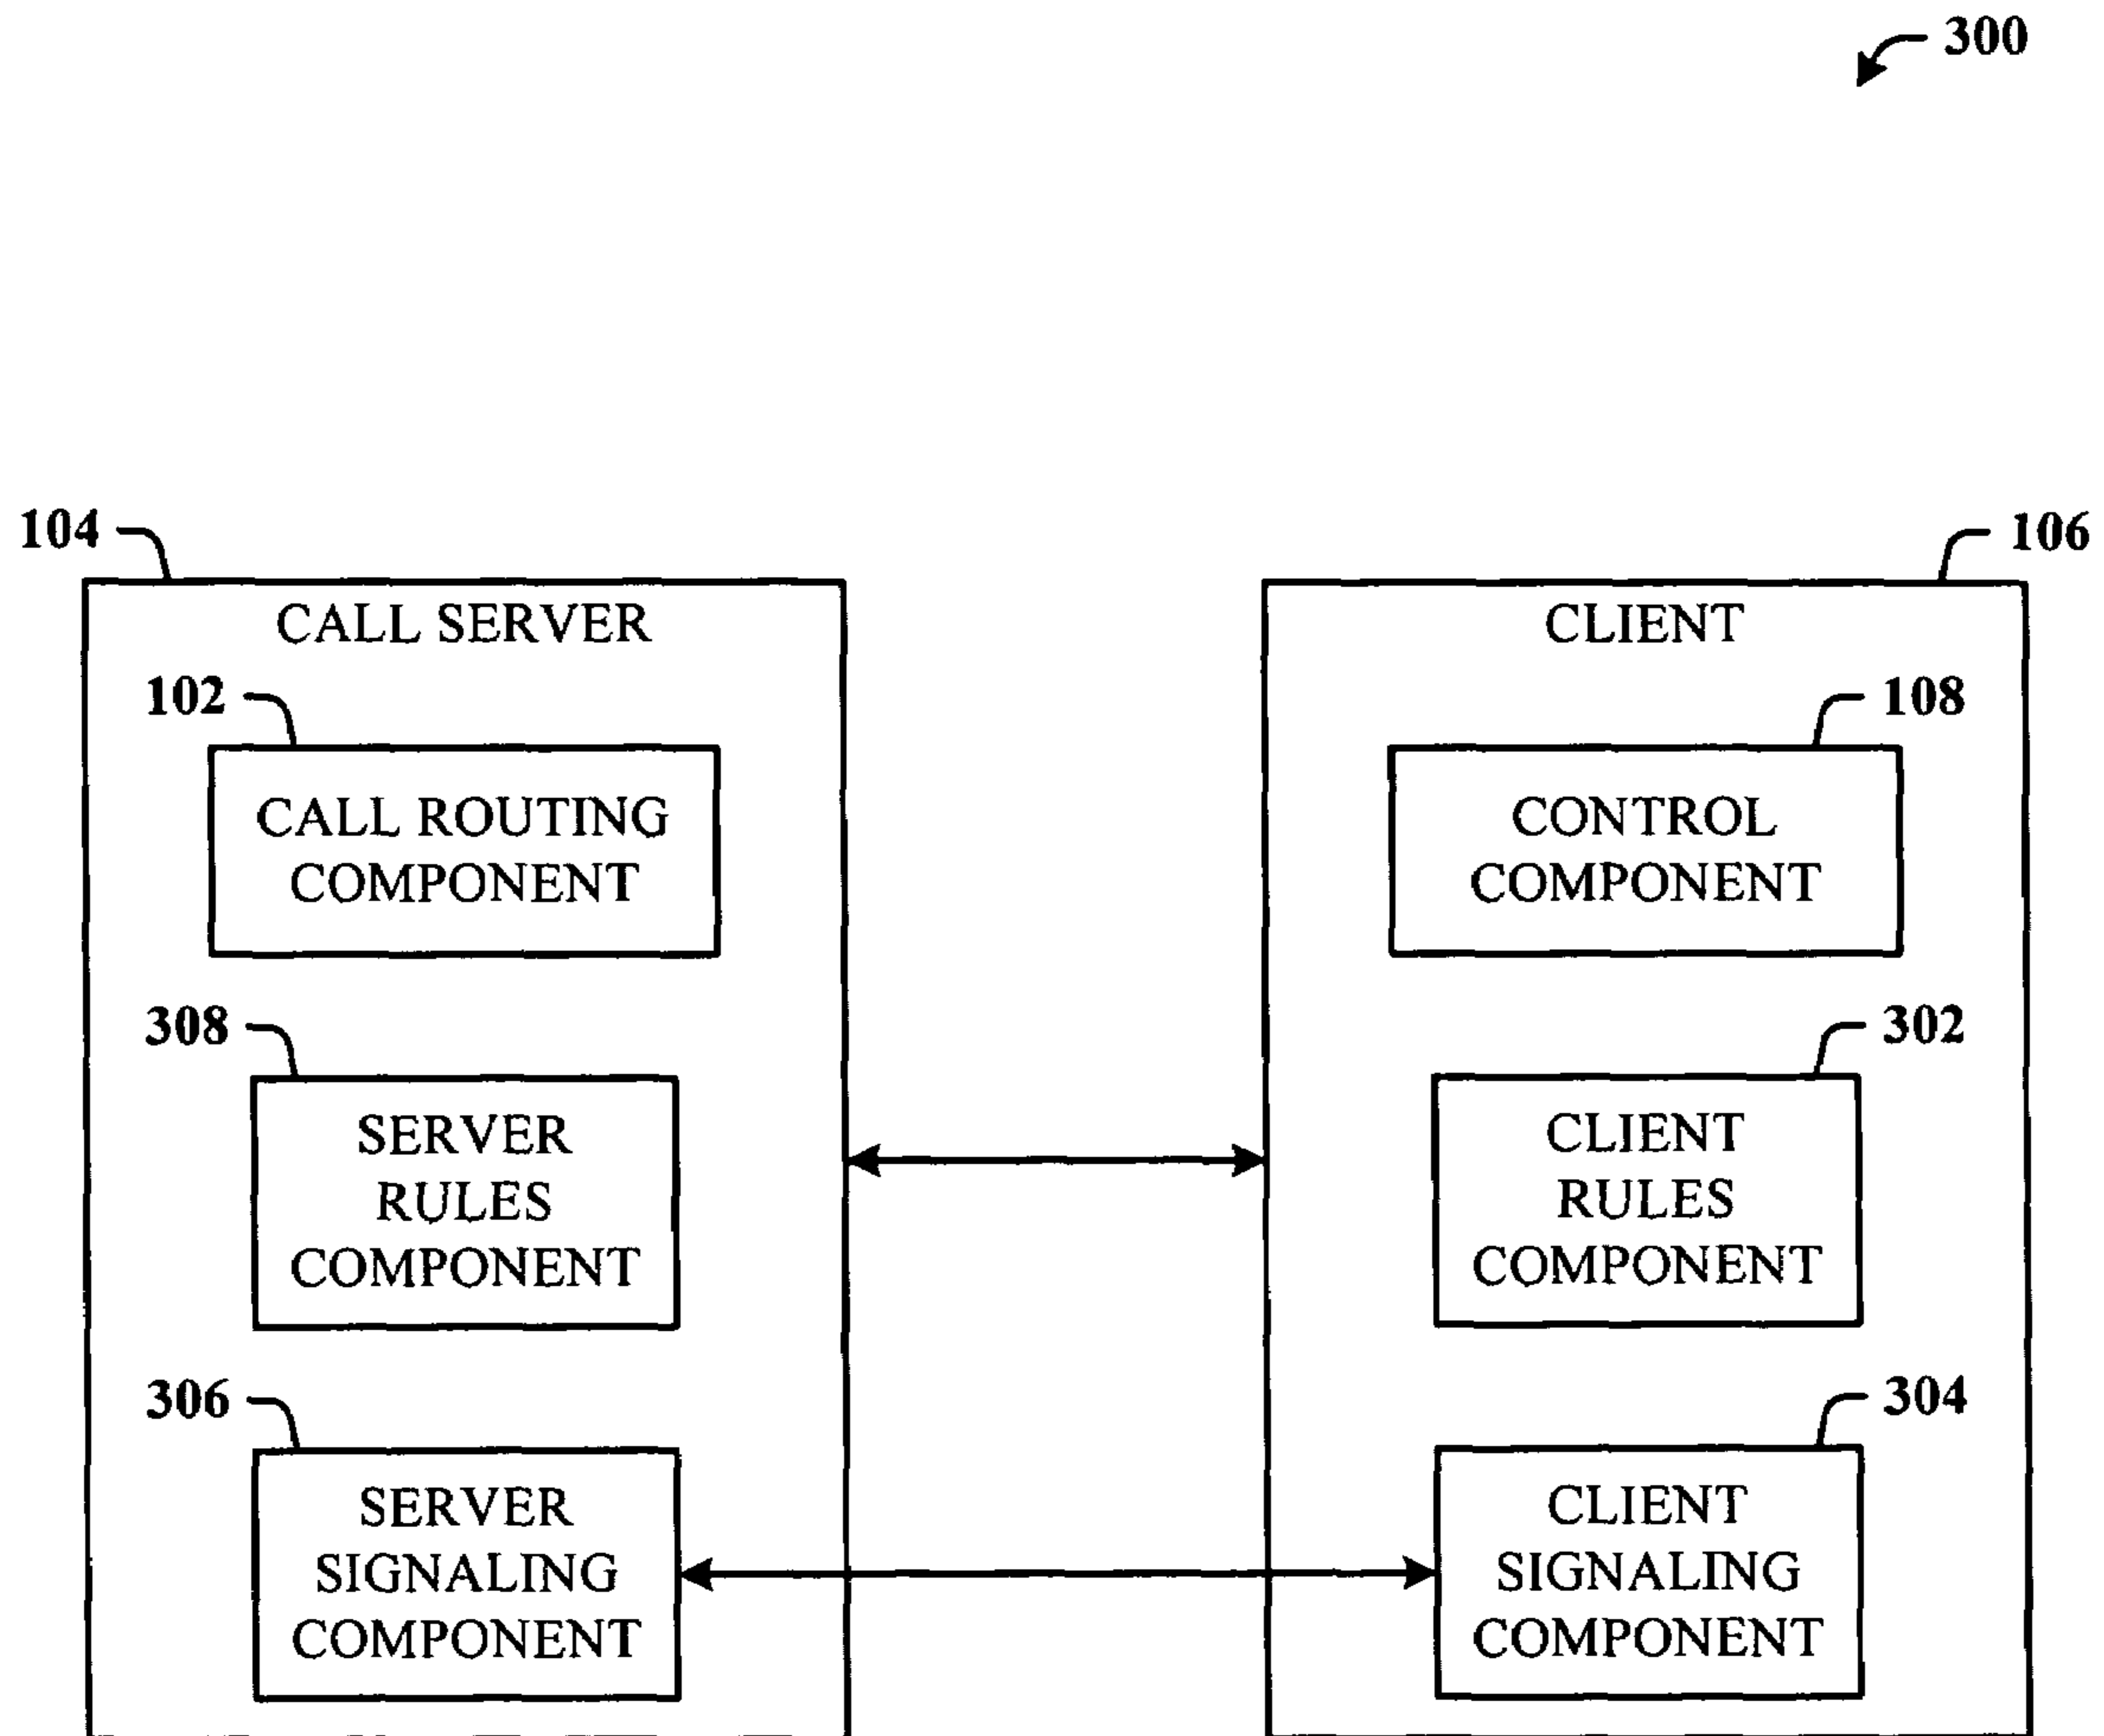 300
104
CALL SERVER
102
CALL ROUTING
COMPONENT
308
SERVER
RULES
COMPONENT
306
SERVER
SIGNALING
COMPONENT
106
CLIENT
108
CONTROL
COMPONENT
302
CLIENT
RULES
COMPONENT
304
CLIENT
SIGNALING
COMPONENT